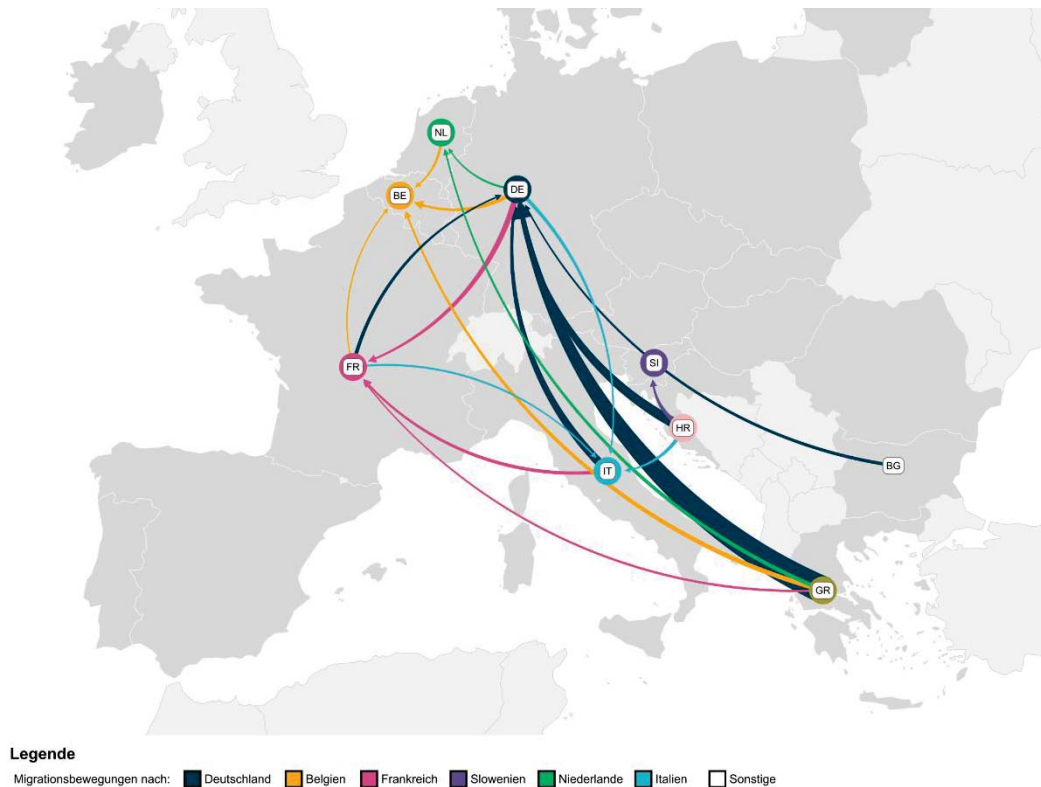 NL
DE
BE
FR
SI
HR
IT
BG
GR
Legende
Migrationsbewegungen nach: Deutschland Belgien Frankreich Slowenien Niederlande Italien Sonstige